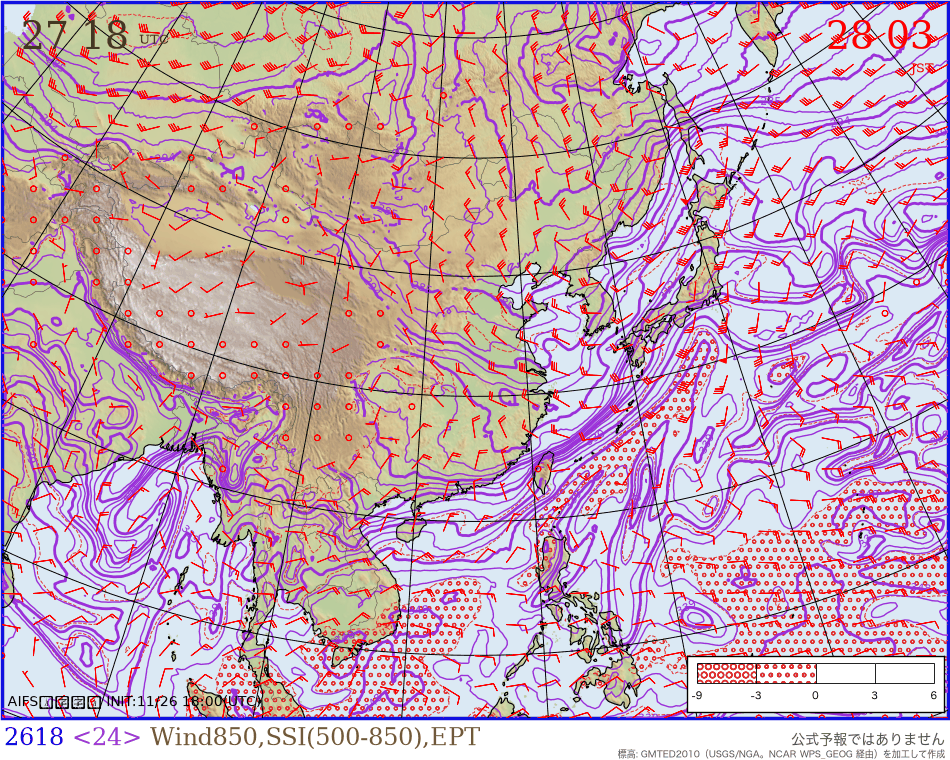 27 18 UTC
28 03
JST
AIFS INIT:11/26 18:00(UTC)
-9 -3 0 3 6
2618 <24> Wind850,SSI(500-850),EPT
公式予報ではありません
標高: GMTED2010（USGS/NGA。NCAR WPS_GEOG 経由）を加工して作成